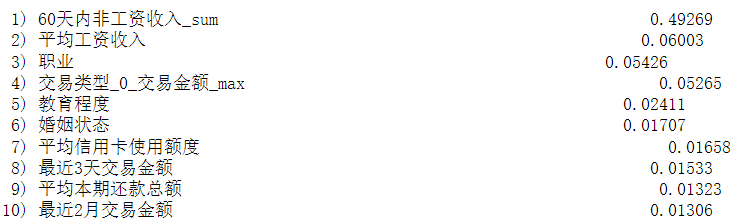 1) 60天内非工资收入_sum 0.49269
2) 平均工资收入 0.06003
3) 职业 0.05426
4) 交易类型_0_交易金额_max 0.05265
5) 教育程度 0.02411
6) 婚姻状态 0.01707
7) 平均信用卡使用额度 0.01658
8) 最近3天交易金额 0.01533
9) 平均本期还款总额 0.01323
10) 最近2月交易金额 0.01306